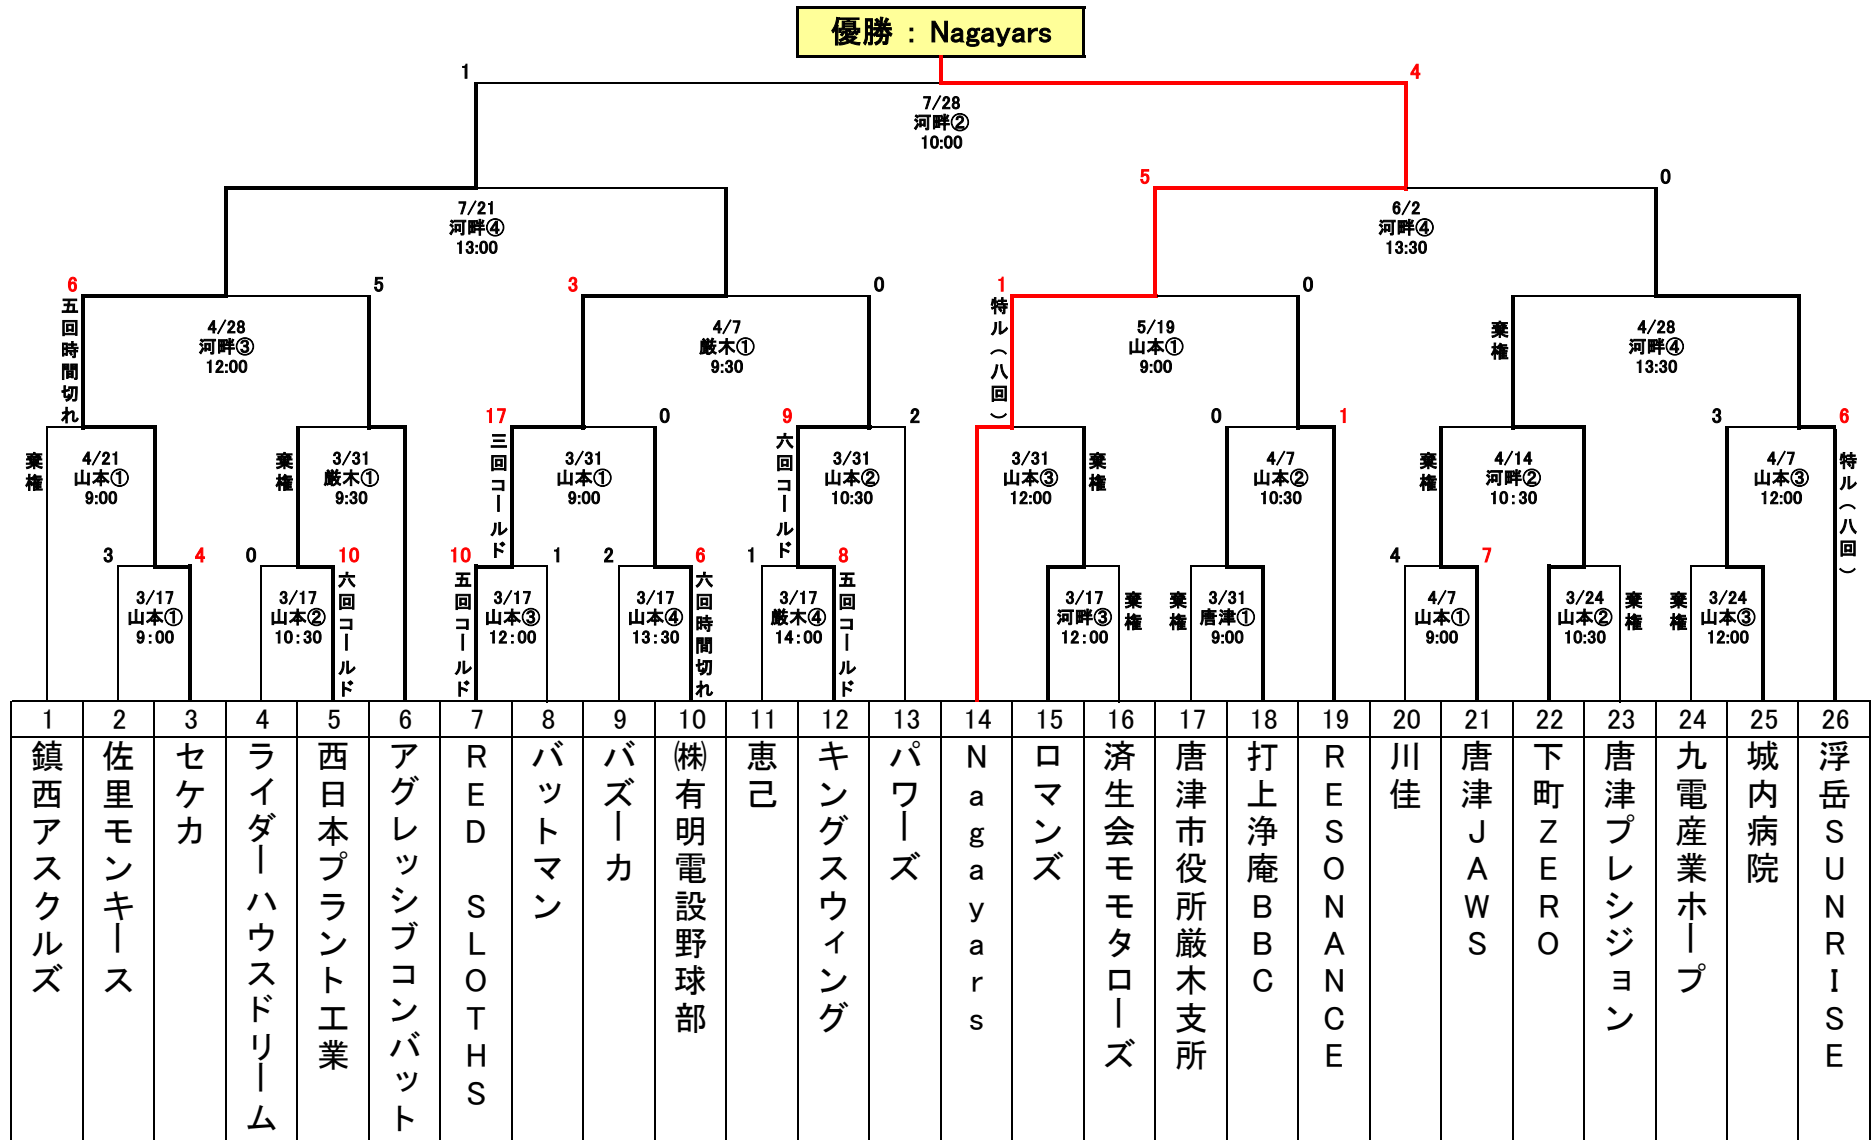 優勝 : Nagayars
1
4
7/28
河畔②
10:00
5
0
7/21
河畔④
13:00
6/2
河畔④
13:30
6
五回時間切れ
5
3
0
1
特ル(八回)
0
4/28
河畔③
12:00
4/7
厳木①
9:30
5/19
山本①
9:00
棄権
4/28
河畔④
13:30
17
三回コールド
0
9
六回コールド
2
0
1
3
6
特ル(八回)
棄権
4/21
山本①
9:00
棄権
3/31
厳木①
9:30
3/31
山本①
9:00
3/31
山本②
10:30
3/31
山本③
12:00
棄権
4/7
山本②
10:30
棄権
4/14
河畔②
10:30
4/7
山本③
12:00
3
4
0
10
六回コールド
10
五回コールド
1
2
6
六回時間切れ
1
8
五回コールド
4
7
3/17
山本①
9:00
3/17
山本②
10:30
3/17
山本③
12:00
3/17
山本④
13:30
3/17
厳木④
14:00
3/17
河畔③
12:00
棄権
棄権
3/31
唐津①
9:00
4/7
山本①
9:00
3/24
山本②
10:30
棄権
棄権
3/24
山本③
12:00
1
2
3
4
5
6
7
8
9
10
11
12
13
14
15
16
17
18
19
20
21
22
23
24
25
26
鎮西アスクルズ
佐里モンキース
セケカ
ライダーハウスドリーム
西日本プラント工業
アグレッシブコンバット
RED SLOTHS
バットマン
バズーカ
㈱有明電設野球部
恵己
キングスウィング
パワーズ
Nagayars
ロマンズ
済生会モモタローズ
唐津市役所厳木支所
打上浄庵BBC
RESONANCE
川佳
唐津JAWS
下町ZERO
唐津プレシジョン
九電産業ホープ
城内病院
浮岳SUNRISE